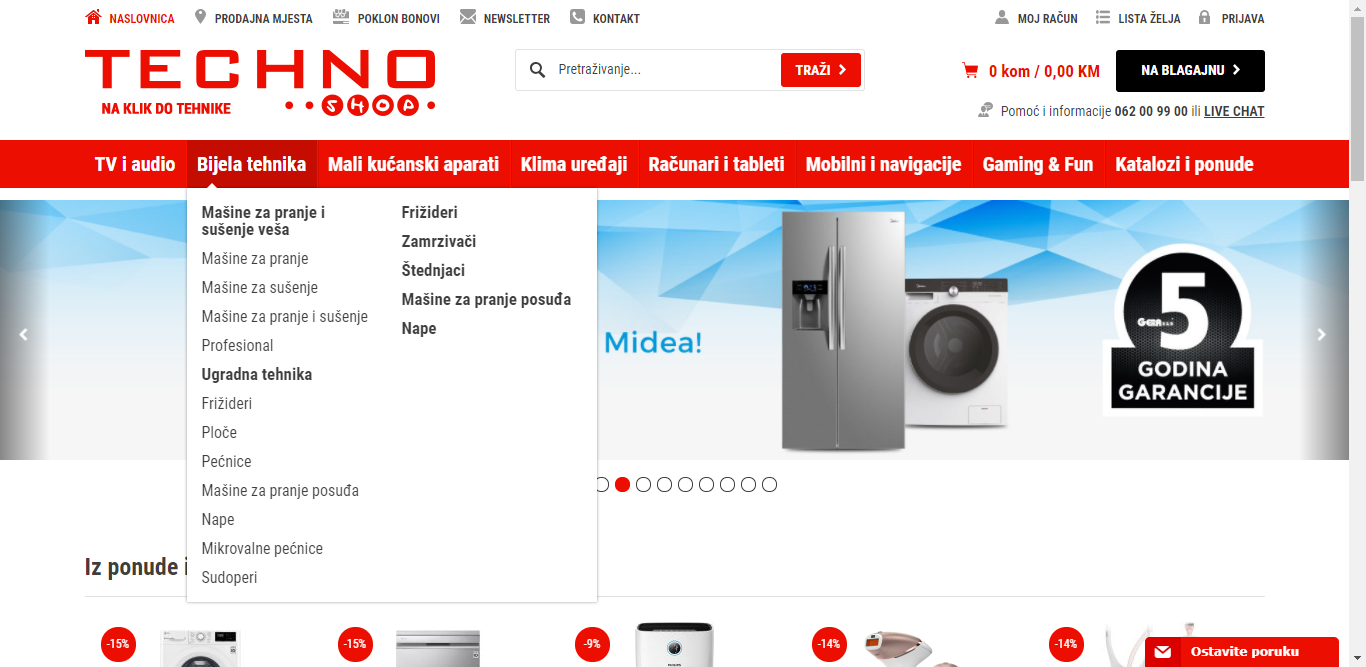 NASLOVNICA
PRODAJNA MJESTA
POKLON BONOVI
NEWSLETTER
KONTAKT
MOJ RAČUN
LISTA ŽELJA
PRIJAVA
TECHNO
NA KLIK DO TEHNIKE
SHOP
Pretraživanje...
TRAŽI
0 kom / 0,00 KM
NA BLAGAJNU
Pomoć i informacije 062 00 99 00 ili LIVE CHAT
TV i audio
Bijela tehnika
Mali kućanski aparati
Klima uređaji
Računari i tableti
Mobilni i navigacije
Gaming & Fun
Katalozi i ponude
Mašine za pranje i
sušenje veša
Mašine za pranje
Mašine za sušenje
Mašine za pranje i sušenje
Profesional
Ugradna tehnika
Frižideri
Ploče
Pećnice
Mašine za pranje posuđa
Nape
Mikrovalne pećnice
Sudoperi
Frižideri
Zamrzivači
Štednjaci
Mašine za pranje posuđa
Nape
Midea!
5
GODINA
GARANCIJE
Iz ponude i
-15%
-15%
-9%
-14%
-14%
PHILIPS
Ostavite poruku